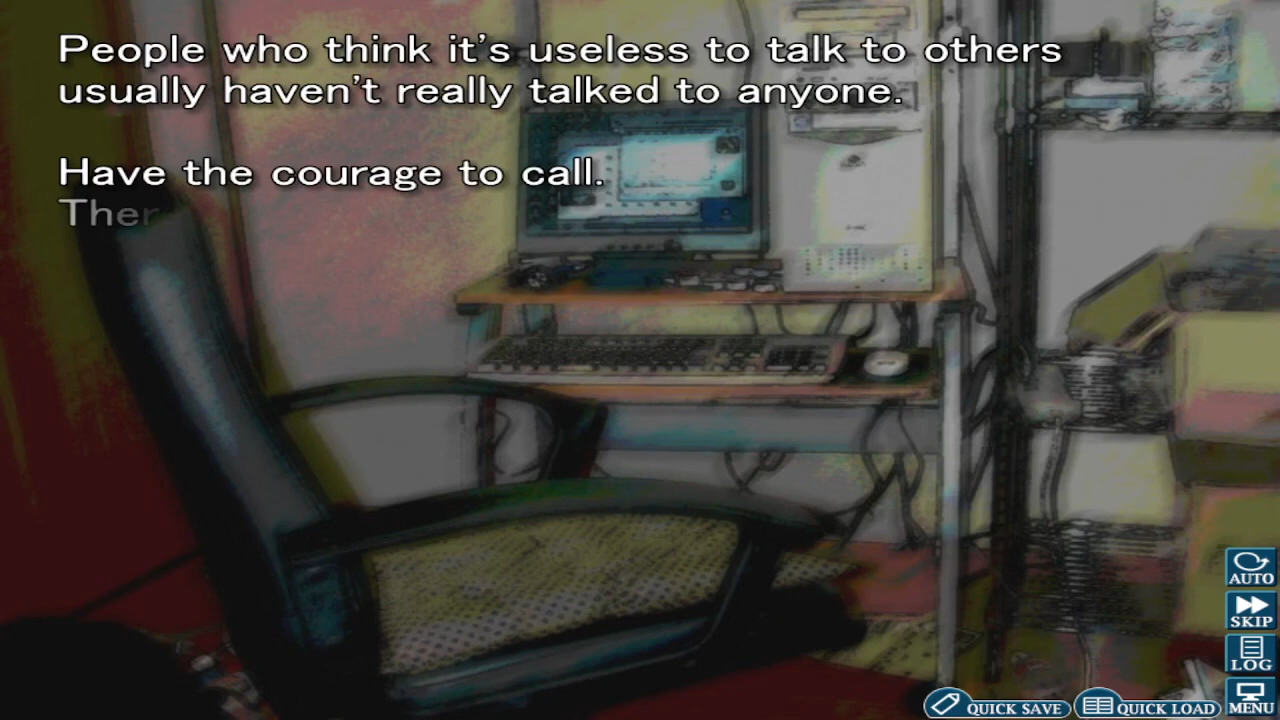 People who think it's useless to talk to others
usually haven't really talked to anyone.
Have the courage to call.
Ther
AUTO
SKIP
LOG
MENU
QUICK SAVE
QUICK LOAD